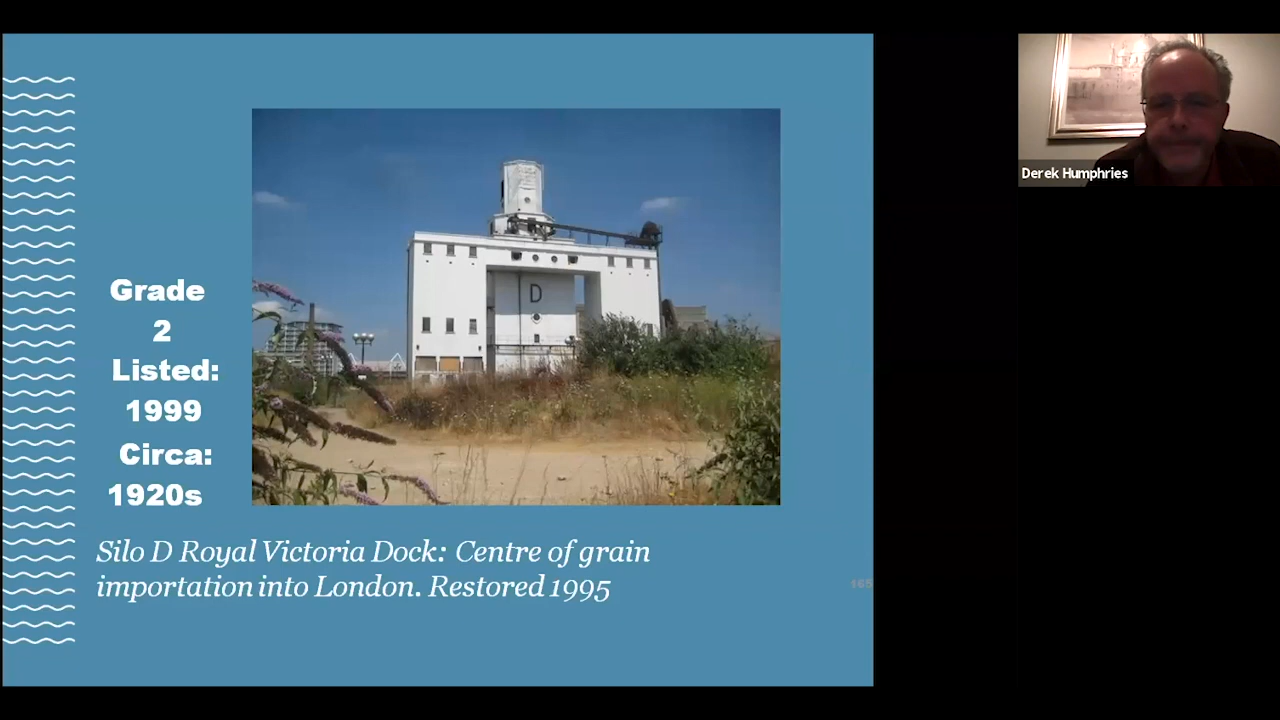 Grade
2
Listed:
1999
Circa:
1920s
D
Silo D Royal Victoria Dock: Centre of grain
importation into London. Restored 1995
165
Derek Humphries